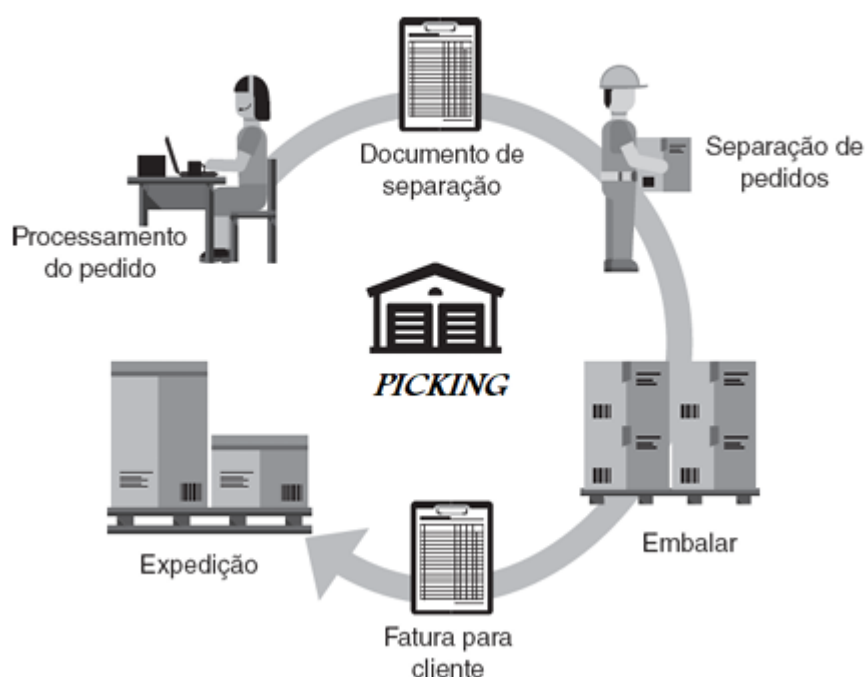 Documento de
separação
Separação de
pedidos
Processamento
do pedido
PICKING
Embalar
Expedição
Fatura para
cliente